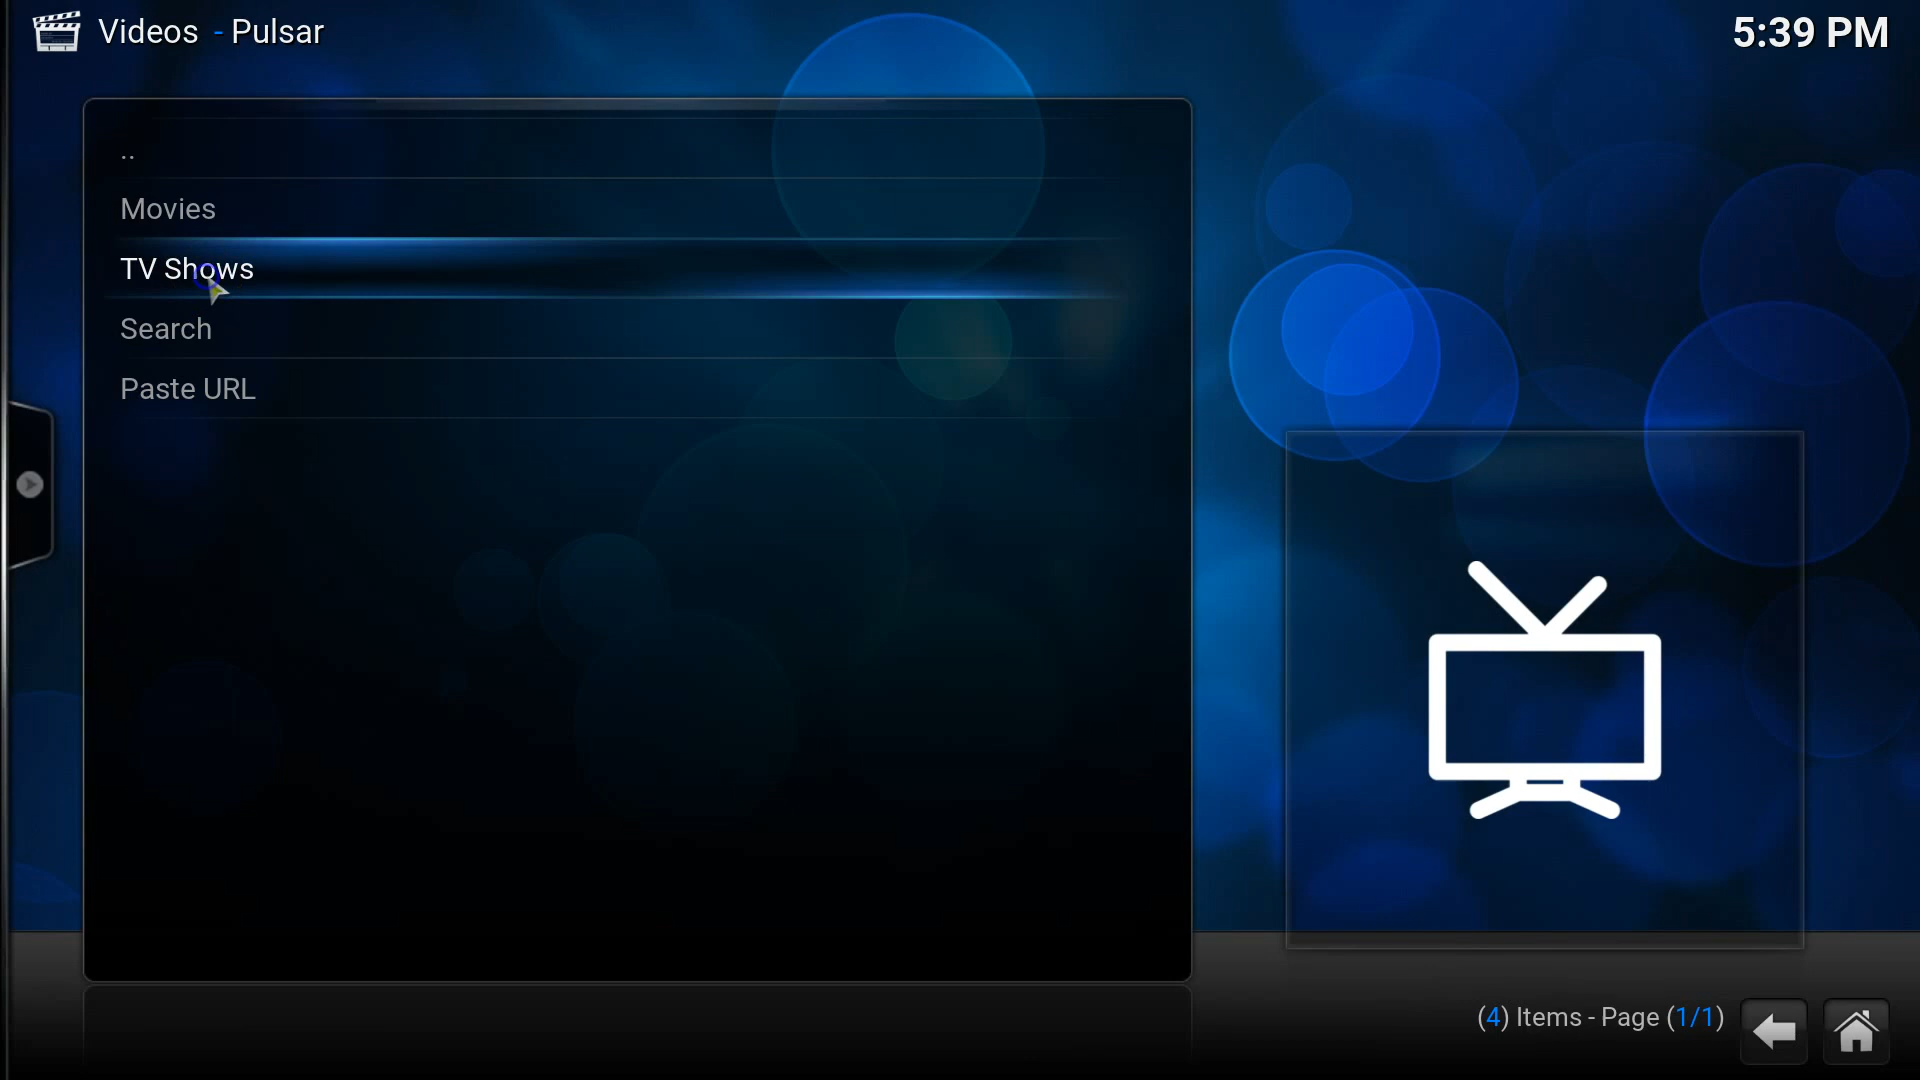 Videos - Pulsar
5:39 PM
..
Movies
TV Shows
Search
Paste URL
(4) Items - Page (1/1)